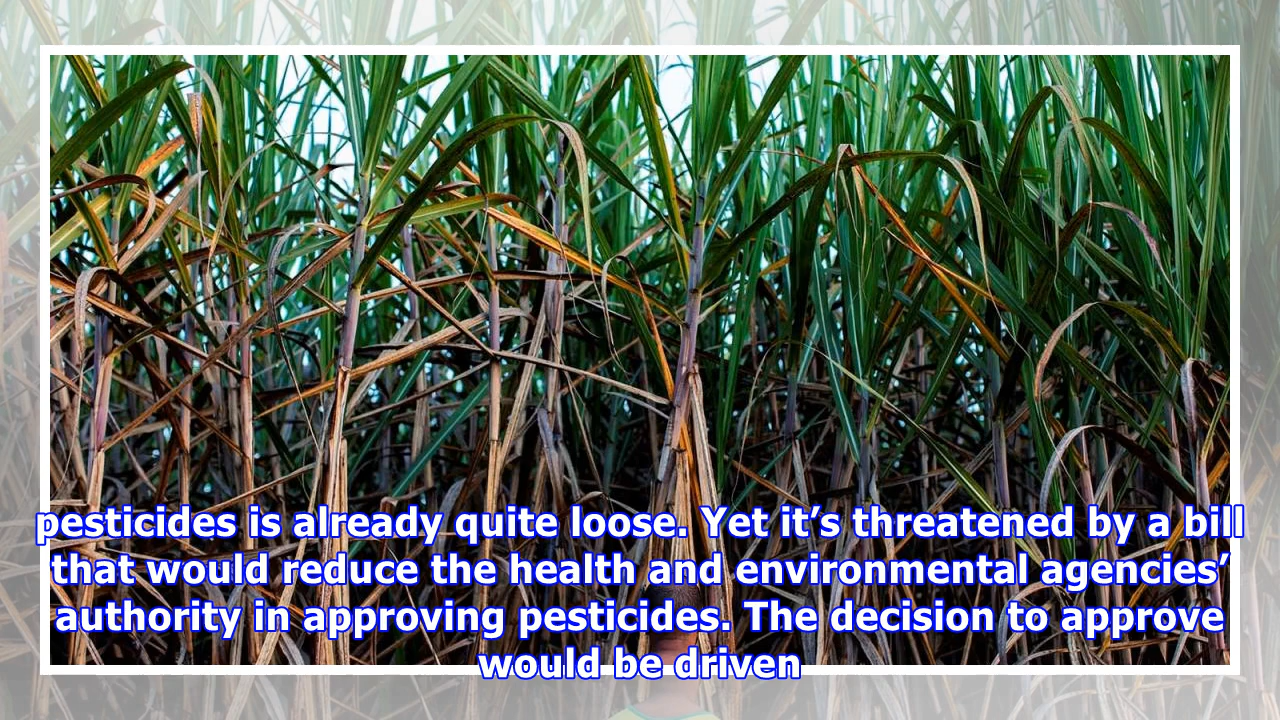 pesticides is already quite loose. Yet it’s threatened by a bill
that would reduce the health and environmental agencies’
authority in approving pesticides. The decision to approve
would be driven